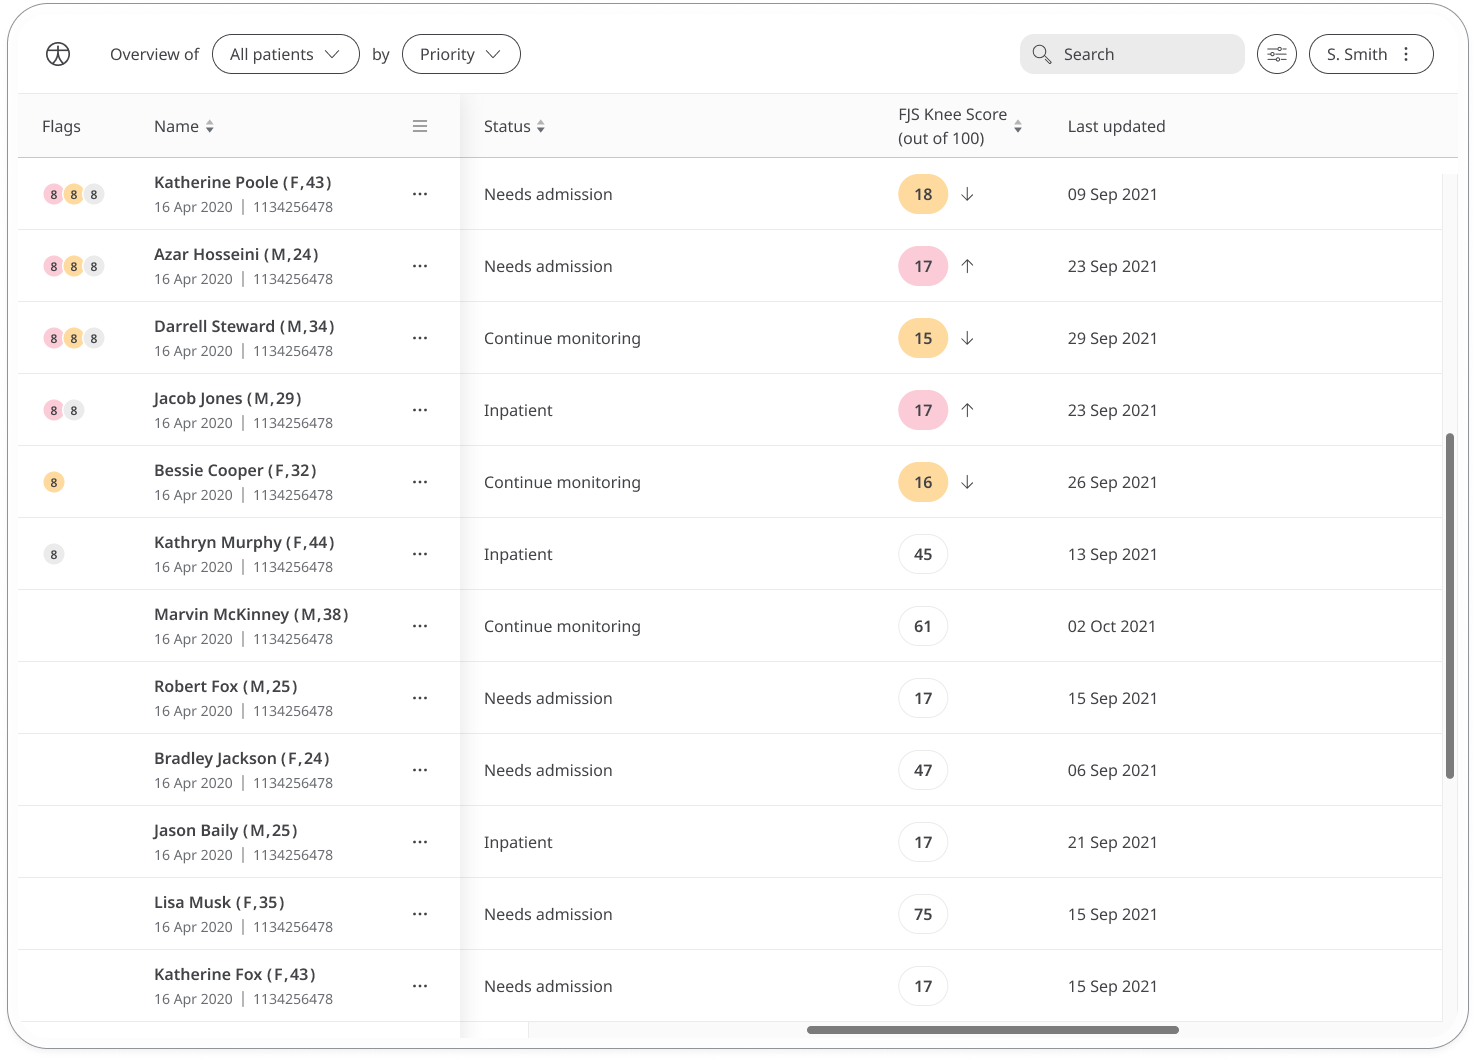 Overview of All patients by Priority Search S. Smith
Flags Name Status FJS Knee Score (out of 100) Last updated
8 8 8 Katherine Poole (F,43) Needs admission 18 ↓ 09 Sep 2021
16 Apr 2020 | 1134256478
8 8 8 Azar Hosseini (M,24) Needs admission 17 ↑ 23 Sep 2021
16 Apr 2020 | 1134256478
8 8 8 Darrell Steward (M,34) Continue monitoring 15 ↓ 29 Sep 2021
16 Apr 2020 | 1134256478
8 8 Jacob Jones (M,29) Inpatient 17 ↑ 23 Sep 2021
16 Apr 2020 | 1134256478
8 Bessie Cooper (F,32) Continue monitoring 16 ↓ 26 Sep 2021
16 Apr 2020 | 1134256478
8 Kathryn Murphy (F,44) Inpatient 45 13 Sep 2021
16 Apr 2020 | 1134256478
Marvin McKinney (M,38) Continue monitoring 61 02 Oct 2021
16 Apr 2020 | 1134256478
Robert Fox (M,25) Needs admission 17 15 Sep 2021
16 Apr 2020 | 1134256478
Bradley Jackson (F,24) Needs admission 47 06 Sep 2021
16 Apr 2020 | 1134256478
Jason Baily (M,25) Inpatient 17 21 Sep 2021
16 Apr 2020 | 1134256478
Lisa Musk (F,35) Needs admission 75 15 Sep 2021
16 Apr 2020 | 1134256478
Katherine Fox (F,43) Needs admission 17 15 Sep 2021
16 Apr 2020 | 1134256478